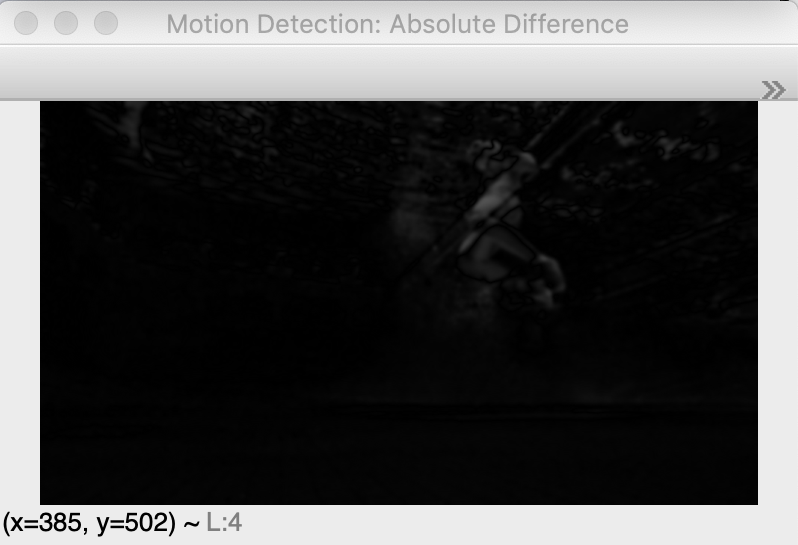 Motion Detection: Absolute Difference
(x=385, y=502) ~ L:4